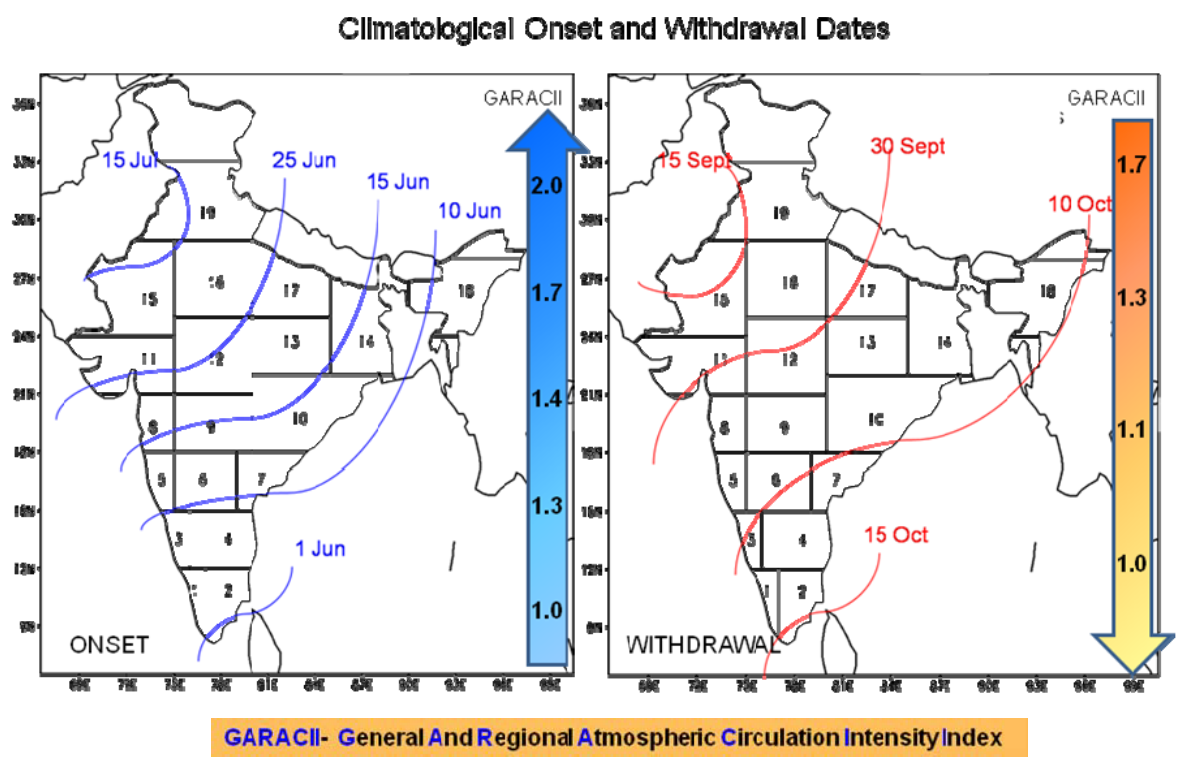 Climatological Onset and Withdrawal Dates
GARACII
15 Jul
25 Jun
15 Jun
10 Jun
1 Jun
2.0
1.7
1.4
1.3
1.0
19
15
16
17
11
12
13
14
18
8
9
10
5
6
7
3
4
2
ONSET
GARACII
s
15 Sept
30 Sept
10 Oct
15 Oct
1.7
1.3
1.1
1.0
19
15
16
17
11
12
13
14
18
8
9
10
5
6
7
3
4
1
2
WITHDRAWAL
GARACII- General And Regional Atmospheric Circulation Intensity Index